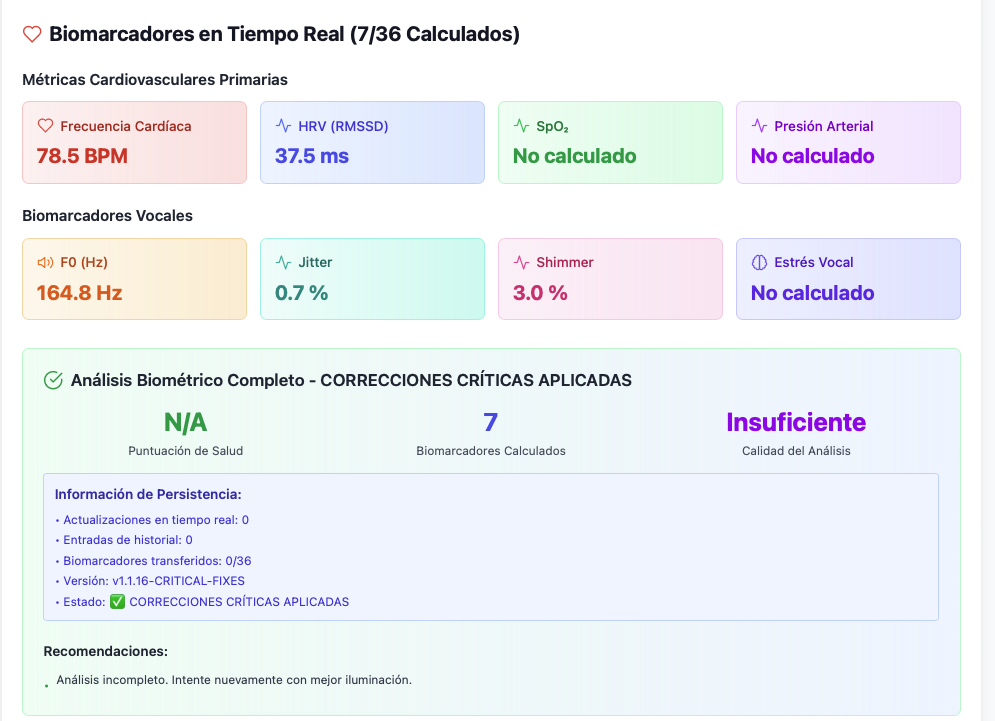 Biomarcadores en Tiempo Real (7/36 Calculados)
Métricas Cardiovasculares Primarias
Frecuencia Cardíaca
78.5 BPM
HRV (RMSSD)
37.5 ms
SpO₂
No calculado
Presión Arterial
No calculado
Biomarcadores Vocales
F0 (Hz)
164.8 Hz
Jitter
0.7 %
Shimmer
3.0 %
Estrés Vocal
No calculado
Análisis Biométrico Completo - CORRECCIONES CRÍTICAS APLICADAS
N/A
Puntuación de Salud
7
Biomarcadores Calculados
Insuficiente
Calidad del Análisis
Información de Persistencia:
• Actualizaciones en tiempo real: 0
• Entradas de historial: 0
• Biomarcadores transferidos: 0/36
• Versión: v1.1.16-CRITICAL-FIXES
• Estado: ✅ CORRECCIONES CRÍTICAS APLICADAS
Recomendaciones:
• Análisis incompleto. Intente nuevamente con mejor iluminación.